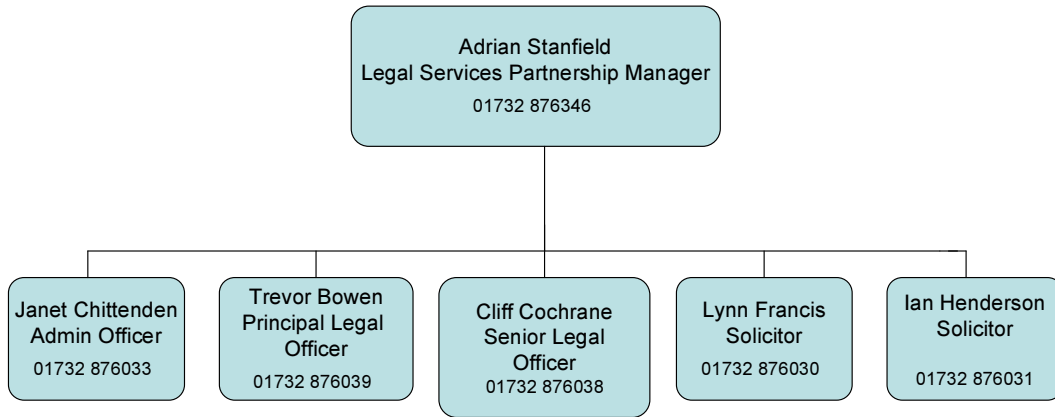 Adrian Stanfield
Legal Services Partnership Manager
01732 876346
Janet Chittenden
Admin Officer
01732 876033
Trevor Bowen
Principal Legal
Officer
01732 876039
Cliff Cochrane
Senior Legal
Officer
01732 876038
Lynn Francis
Solicitor
01732 876030
Ian Henderson
Solicitor
01732 876031